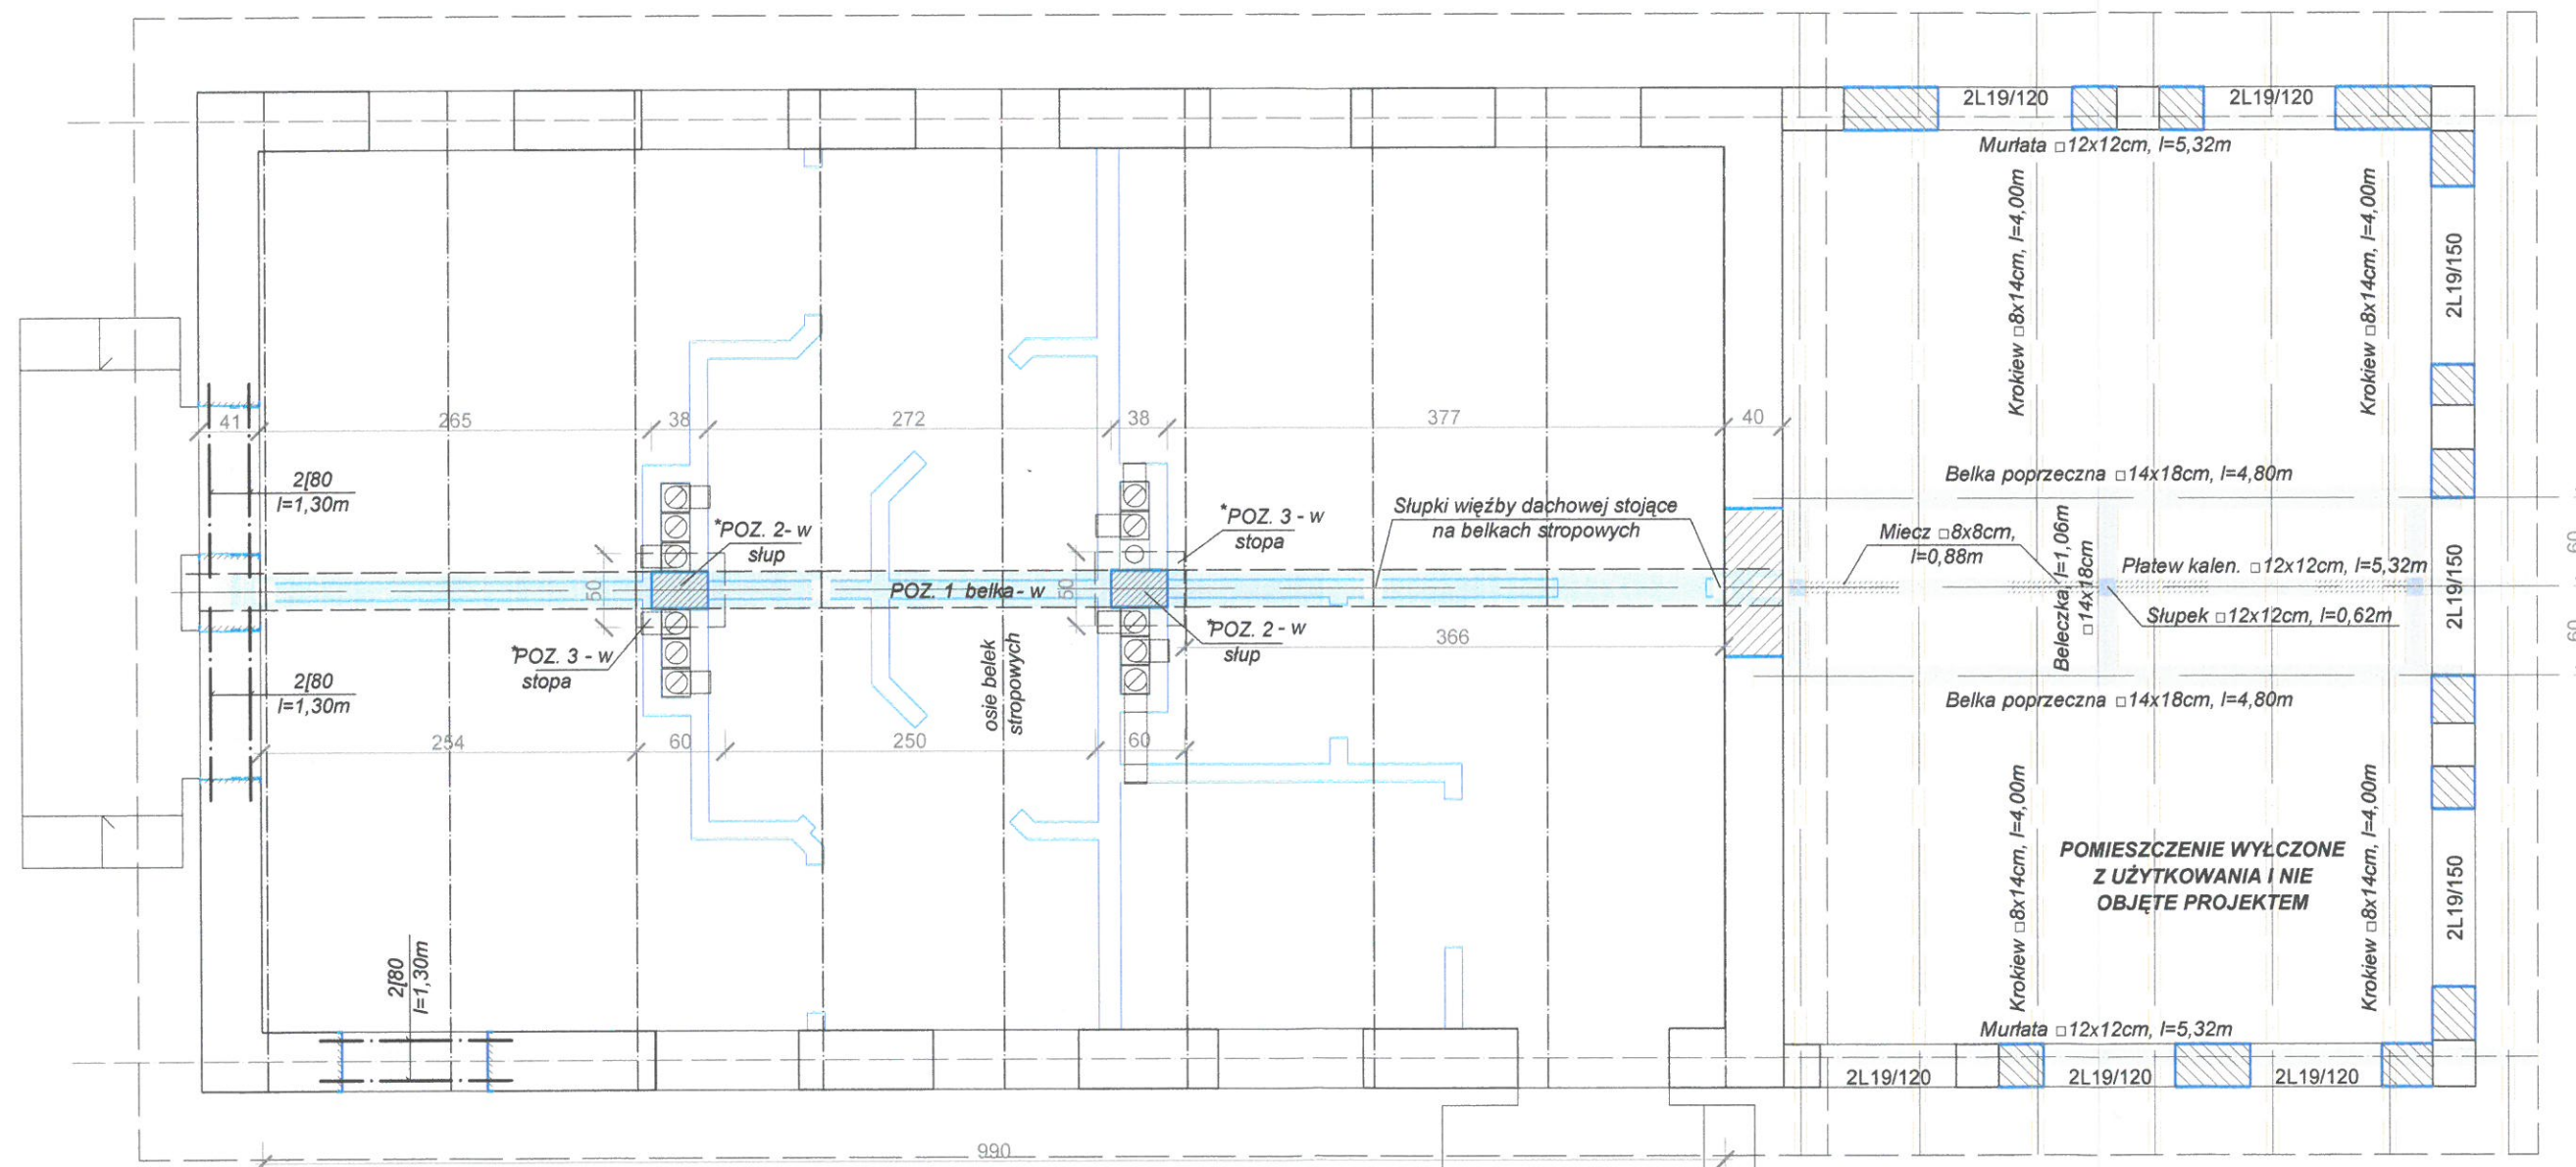 2L19/120
2L19/120
Murłata □12x12cm, l=5,32m
Krokiew □8x14cm, l=4,00m
Krokiew □8x14cm, l=4,00m
2L19/150
41
265
38
272
38
377
40
2[80
l=1,30m
*POZ. 2- w
słup
*POZ. 3 - w
stopa
Słupki więźby dachowej stojące
na belkach stropowych
Belka poprzeczna □14x18cm, l=4,80m
Miecz □8x8cm,
l=0,88m
Beleczka, l=1,06m
□14x18cm
Płatew kalen. □12x12cm, l=5,32m
2L19/150
60
50
POZ. 1 belka- w
50
Słupek □12x12cm, l=0,62m
60
*POZ. 3 - w
stopa
osie belek
stropowych
*POZ. 2 - w
słup
366
2[80
l=1,30m
Belka poprzeczna □14x18cm, l=4,80m
254
60
250
60
Krokiew □8x14cm, l=4,00m
Krokiew □8x14cm, l=4,00m
POMIESZCZENIE WYŁCZONE
Z UŻYTKOWANIA I NIE
OBJĘTE PROJEKTEM
2L19/150
2[80
l=1,30m
Murłata □12x12cm, l=5,32m
2L19/120
2L19/120
2L19/120
990